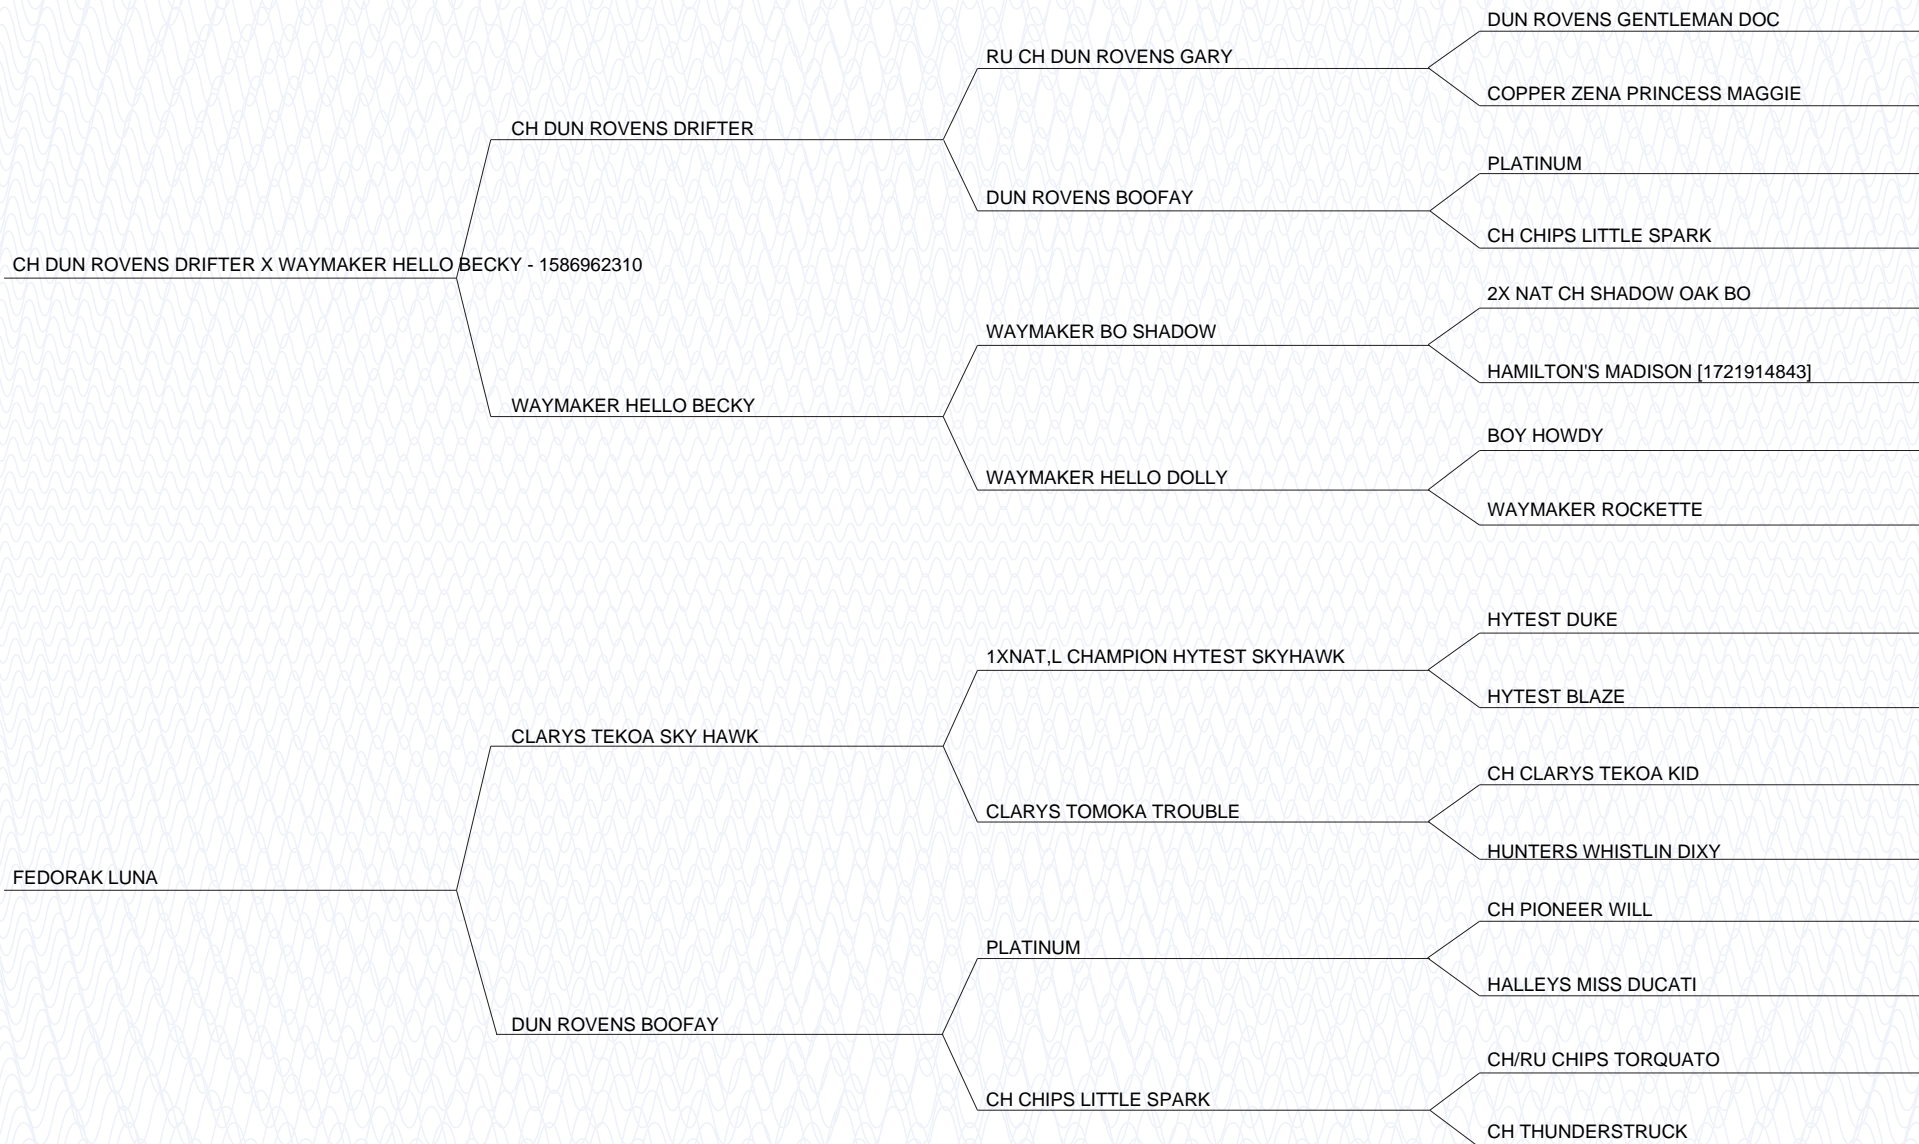 DUN ROVENS GENTLEMAN DOC
RU CH DUN ROVENS GARY
COPPER ZENA PRINCESS MAGGIE
CH DUN ROVENS DRIFTER
PLATINUM
DUN ROVENS BOOFAY
CH CHIPS LITTLE SPARK
CH DUN ROVENS DRIFTER X WAYMAKER HELLO BECKY - 1586962310
2X NAT CH SHADOW OAK BO
WAYMAKER BO SHADOW
HAMILTON'S MADISON [1721914843]
WAYMAKER HELLO BECKY
BOY HOWDY
WAYMAKER HELLO DOLLY
WAYMAKER ROCKETTE
HYTEST DUKE
1XNAT,L CHAMPION HYTEST SKYHAWK
HYTEST BLAZE
CLARYS TEKOA SKY HAWK
CH CLARYS TEKOA KID
CLARYS TOMOKA TROUBLE
HUNTERS WHISTLIN DIXY
FEDORAK LUNA
CH PIONEER WILL
PLATINUM
HALLEYS MISS DUCATI
DUN ROVENS BOOFAY
CH/RU CHIPS TORQUATO
CH CHIPS LITTLE SPARK
CH THUNDERSTRUCK